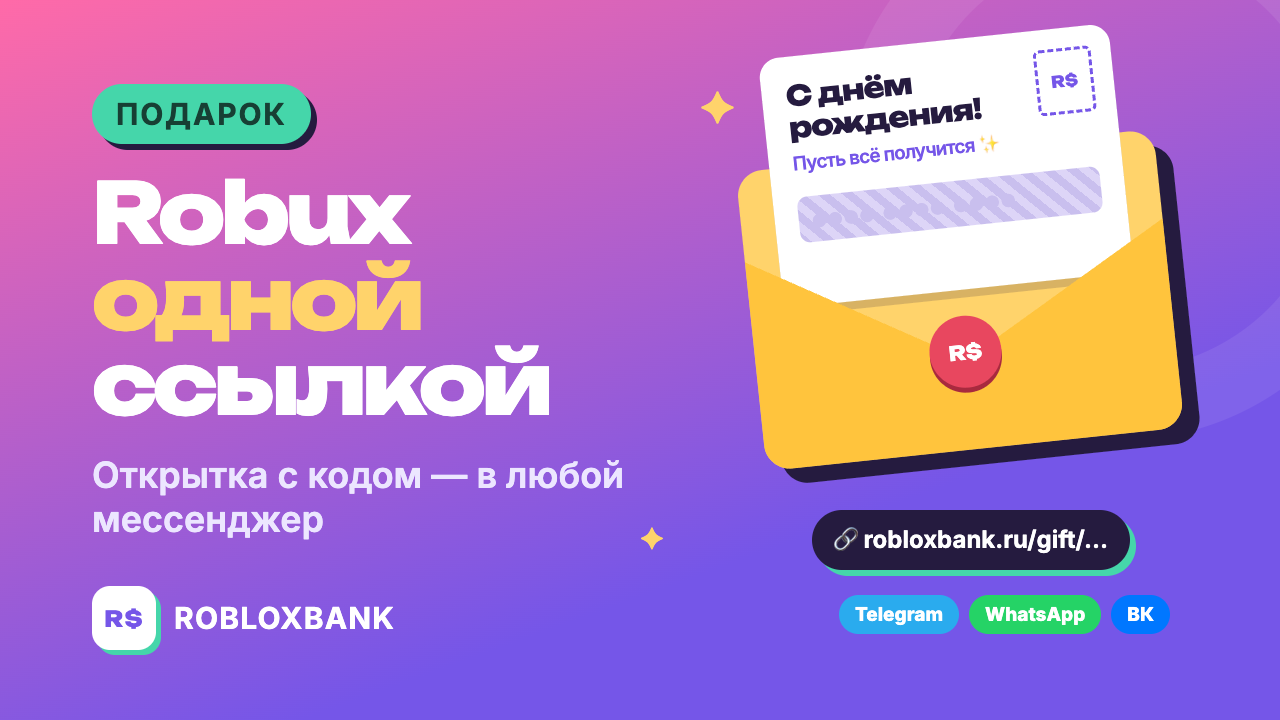 ПОДАРОК
Robux
одной
ссылкой
Открытка с кодом — в любой
мессенджер
R$ ROBLOXBANK
С днём
рождения!
R$
Пусть всё получится ✨
R$
🔗 robloxbank.ru/gift/...
Telegram WhatsApp ВК